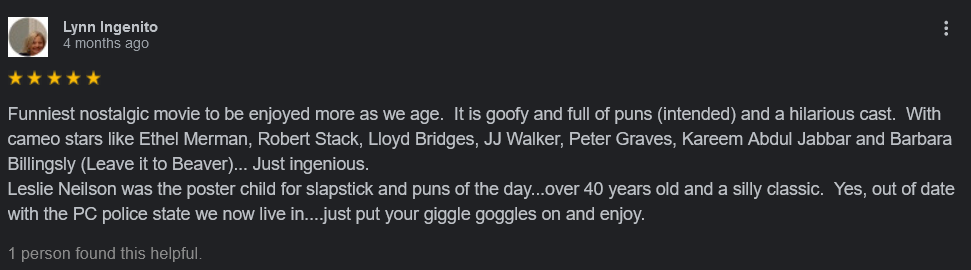 Lynn Ingenito
4 months ago
Funniest nostalgic movie to be enjoyed more as we age.  It is goofy and full of puns (intended) and a hilarious cast.  With
cameo stars like Ethel Merman, Robert Stack, Lloyd Bridges, JJ Walker, Peter Graves, Kareem Abdul Jabbar and Barbara
Billingsly (Leave it to Beaver)... Just ingenious.
Leslie Neilson was the poster child for slapstick and puns of the day...over 40 years old and a silly classic.  Yes, out of date
with the PC police state we now live in....just put your giggle goggles on and enjoy.
1 person found this helpful.